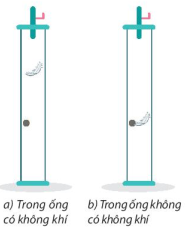 a) Trong ống
có không khí
b) Trong ống không
có không khí